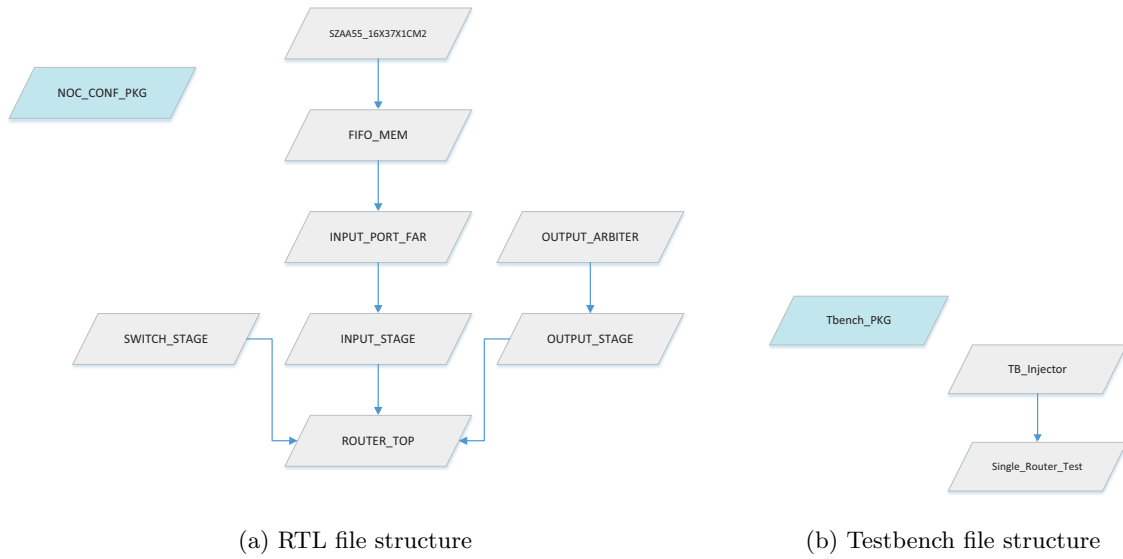 SZAA55_16X37X1CM2
NOC_CONF_PKG
FIFO_MEM
INPUT_PORT_FAR
OUTPUT_ARBITER
SWITCH_STAGE
INPUT_STAGE
OUTPUT_STAGE
ROUTER_TOP
(a) RTL file structure
Tbench_PKG
TB_Injector
Single_Router_Test
(b) Testbench file structure